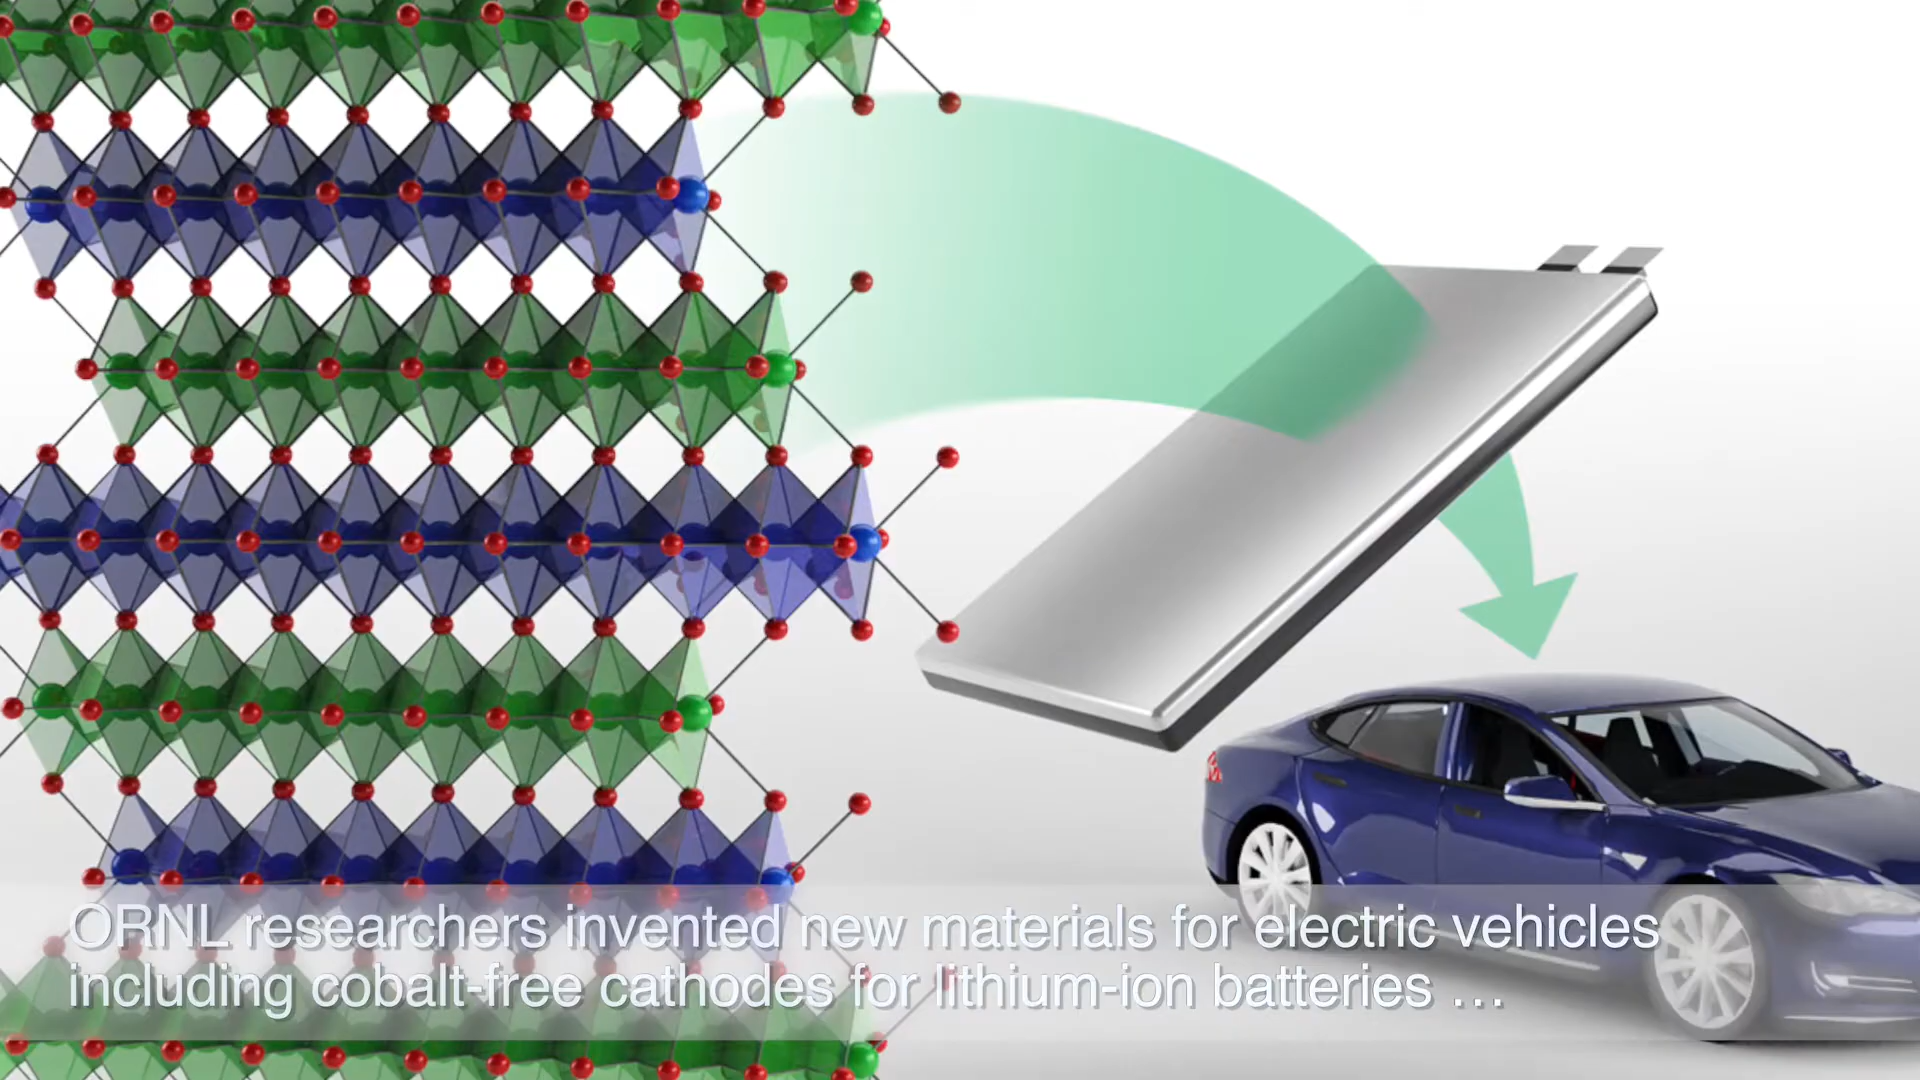 ORNL researchers invented new materials for electric vehicles
including cobalt-free cathodes for lithium-ion batteries …